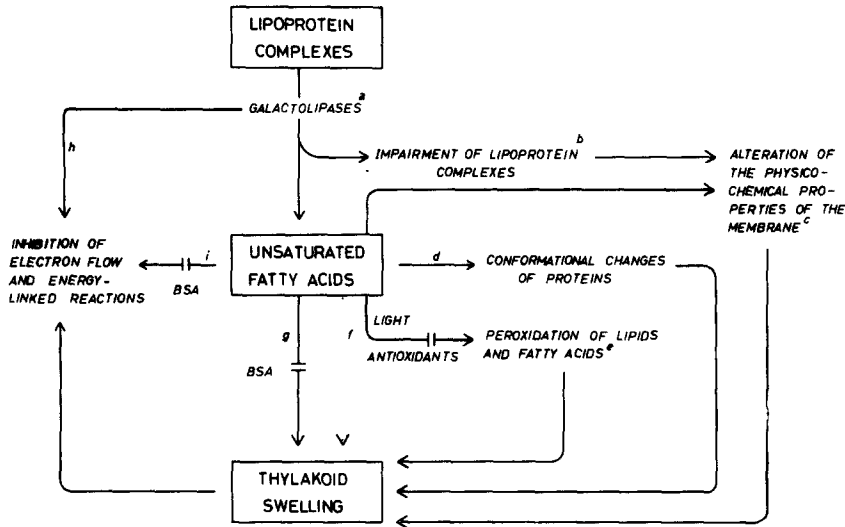 LIPOPROTEIN
COMPLEXES
GALACTOLIPASES a
h
IMPAIRMENT OF LIPOPROTEIN b
COMPLEXES
ALTERATION OF
THE PHYSICO-
CHEMICAL PRO-
PERTIES OF THE
MEMBRANE c
INHIBITION OF
ELECTRON FLOW
AND ENERGY-
LINKED REACTIONS
i
BSA
UNSATURATED
FATTY ACIDS
d
CONFORMATIONAL CHANGES
OF PROTEINS
g
BSA
f
LIGHT
ANTIOXIDANTS
PEROXIDATION OF LIPIDS
AND FATTY ACIDS e
THYLAKOID
SWELLING